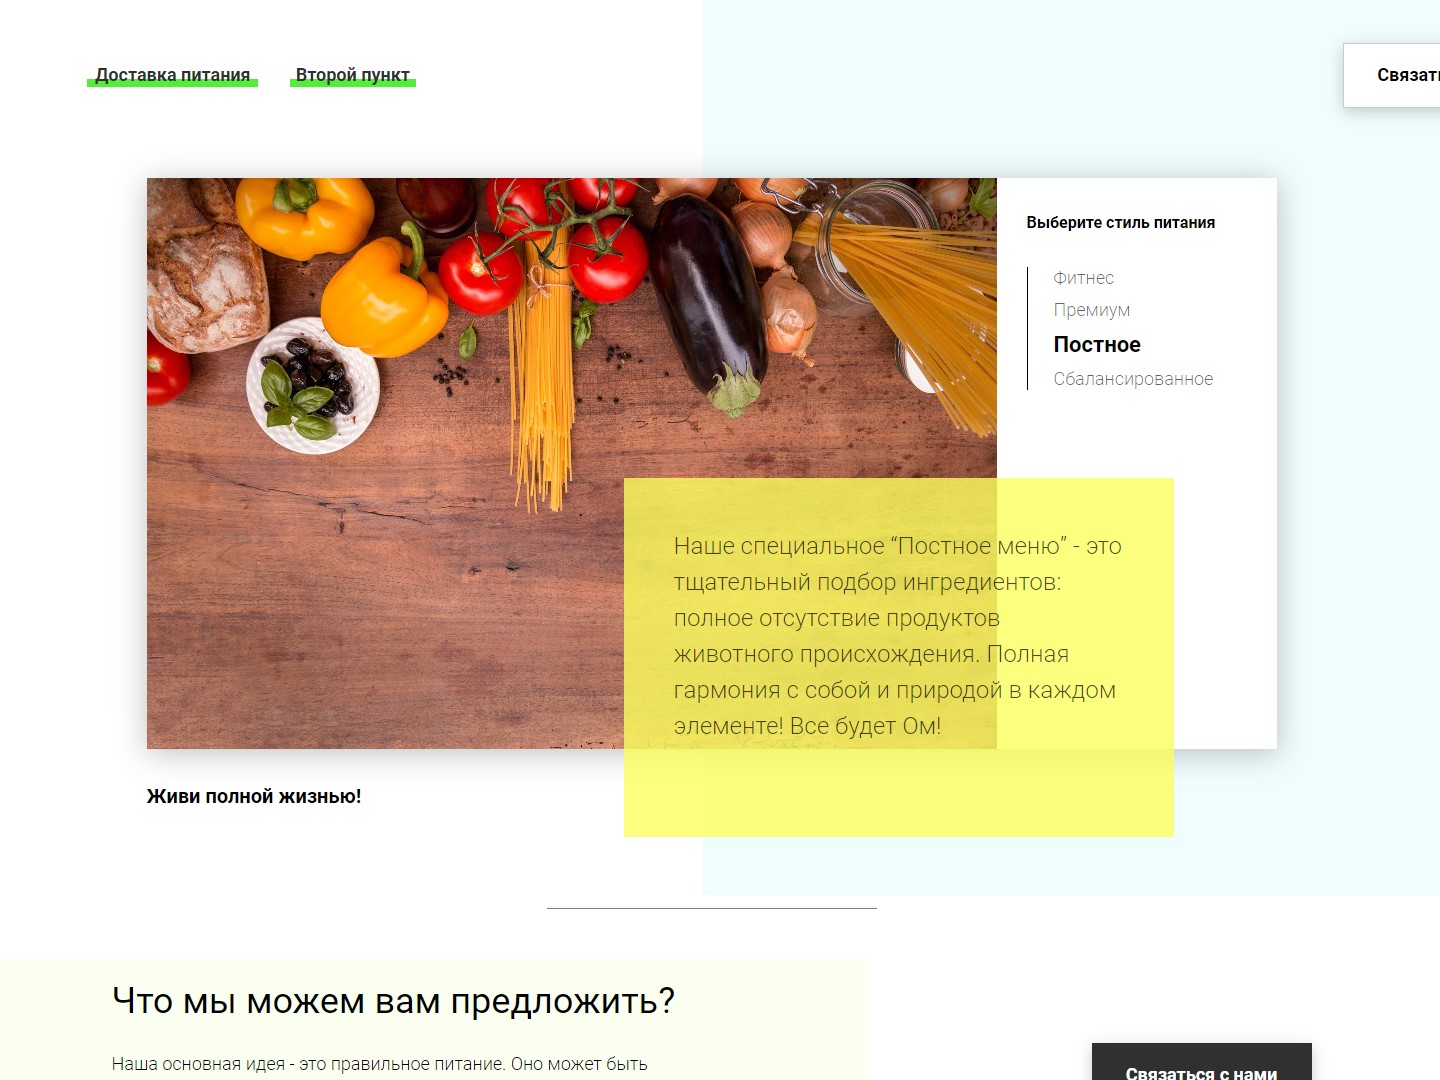 Доставка питания
Второй пункт
Выберите стиль питания
Фитнес
Премиум
Постное
Сбалансированное
Наше специальное “Постное меню” - это
тщательный подбор ингредиентов:
полное отсутствие продуктов
животного происхождения. Полная
гармония с собой и природой в каждом
элементе! Все будет Ом!
Живи полной жизнью!
Что мы можем вам предложить?
Наша основная идея - это правильное питание. Оно может быть
Связаться с нами